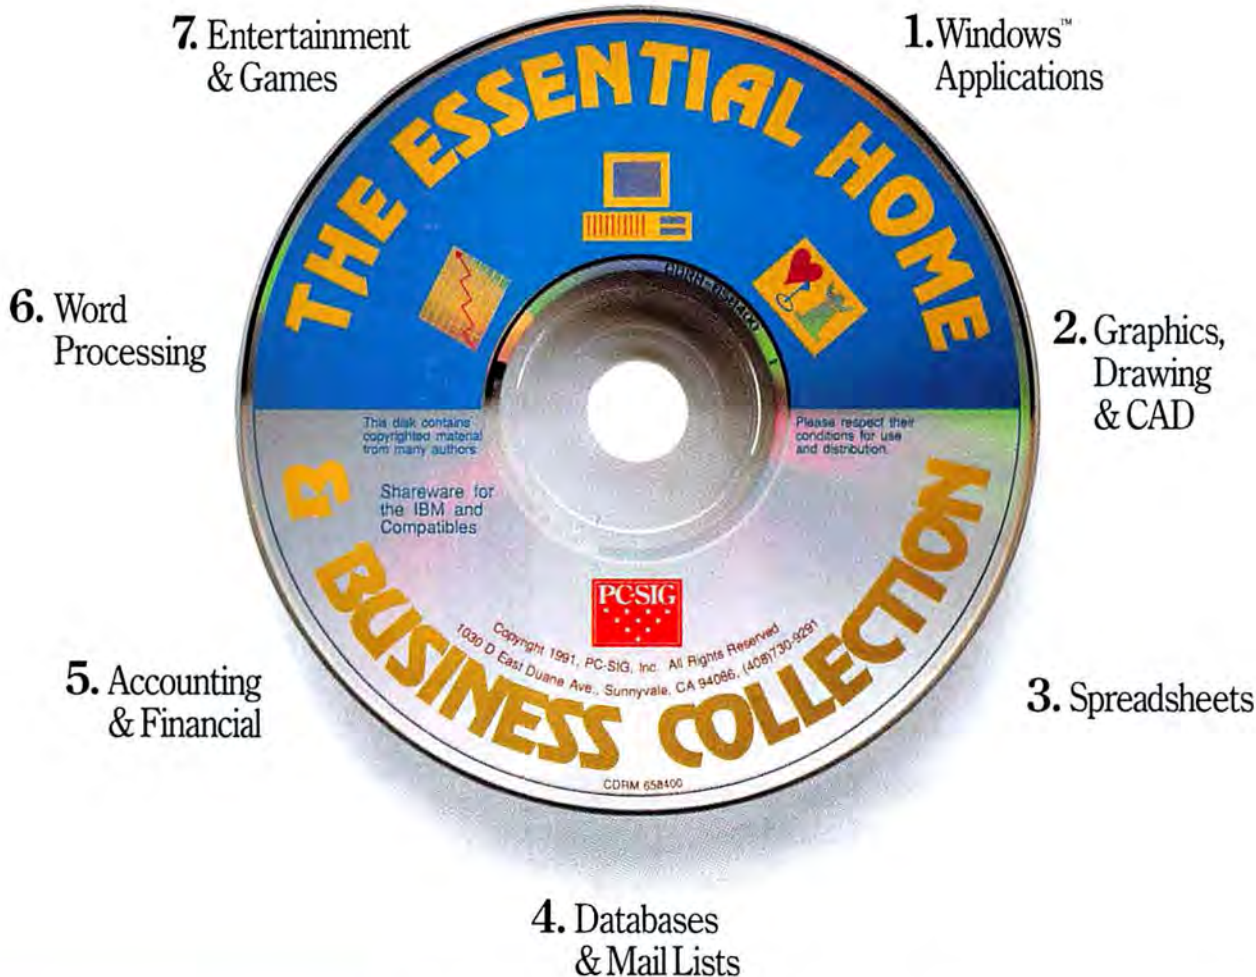 7. Entertainment
& Games
1. Windows™
Applications
THE ESSENTIAL HOME
6. Word
Processing
2. Graphics,
Drawing
& CAD
This disk contains
copyrighted material
from many authors.
Please respect their
conditions for use
and distribution.
Shareware for
the IBM and
Compatibles
PC-SIG
Copyright 1991, PC-SIG, Inc. All Rights Reserved
1030 D East Duane Ave., Sunnyvale, CA 94086, (408)730-9291
& BUSINESS COLLECTION
CDRM 658400
5. Accounting
& Financial
3. Spreadsheets
4. Databases
& Mail Lists